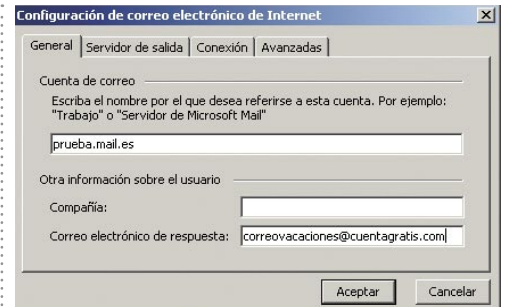 Configuración de correo electrónico de Internet
General Servidor de salida Conexión Avanzadas
Cuenta de correo
Escriba el nombre por el que desea referirse a esta cuenta. Por ejemplo:
"Trabajo" o "Servidor de Microsoft Mail"
prueba.mail.es
Otra información sobre el usuario
Compañía:
Correo electrónico de respuesta: correovacaciones@cuentagratis.com
Aceptar Cancelar